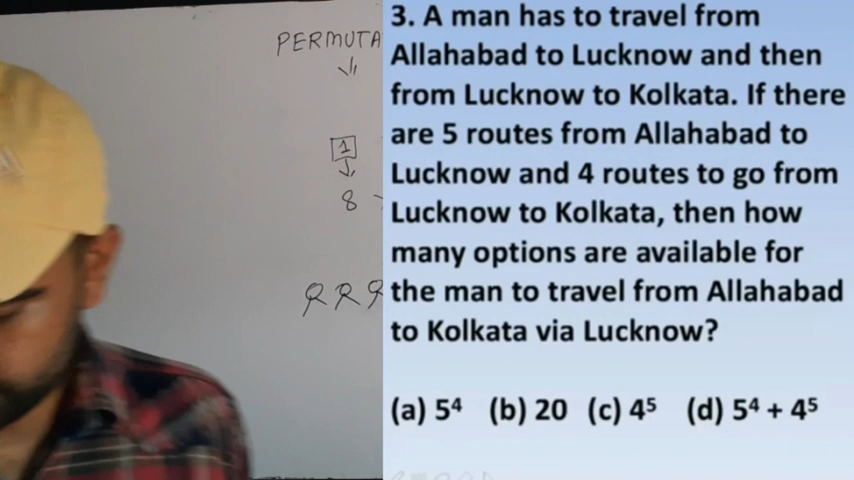 PERMUTA
1
8
3. A man has to travel from
Allahabad to Lucknow and then
from Lucknow to Kolkata. If there
are 5 routes from Allahabad to
Lucknow and 4 routes to go from
Lucknow to Kolkata, then how
many options are available for
the man to travel from Allahabad
to Kolkata via Lucknow?
(a) 5⁴ (b) 20 (c) 4⁵ (d) 5⁴ + 4⁵